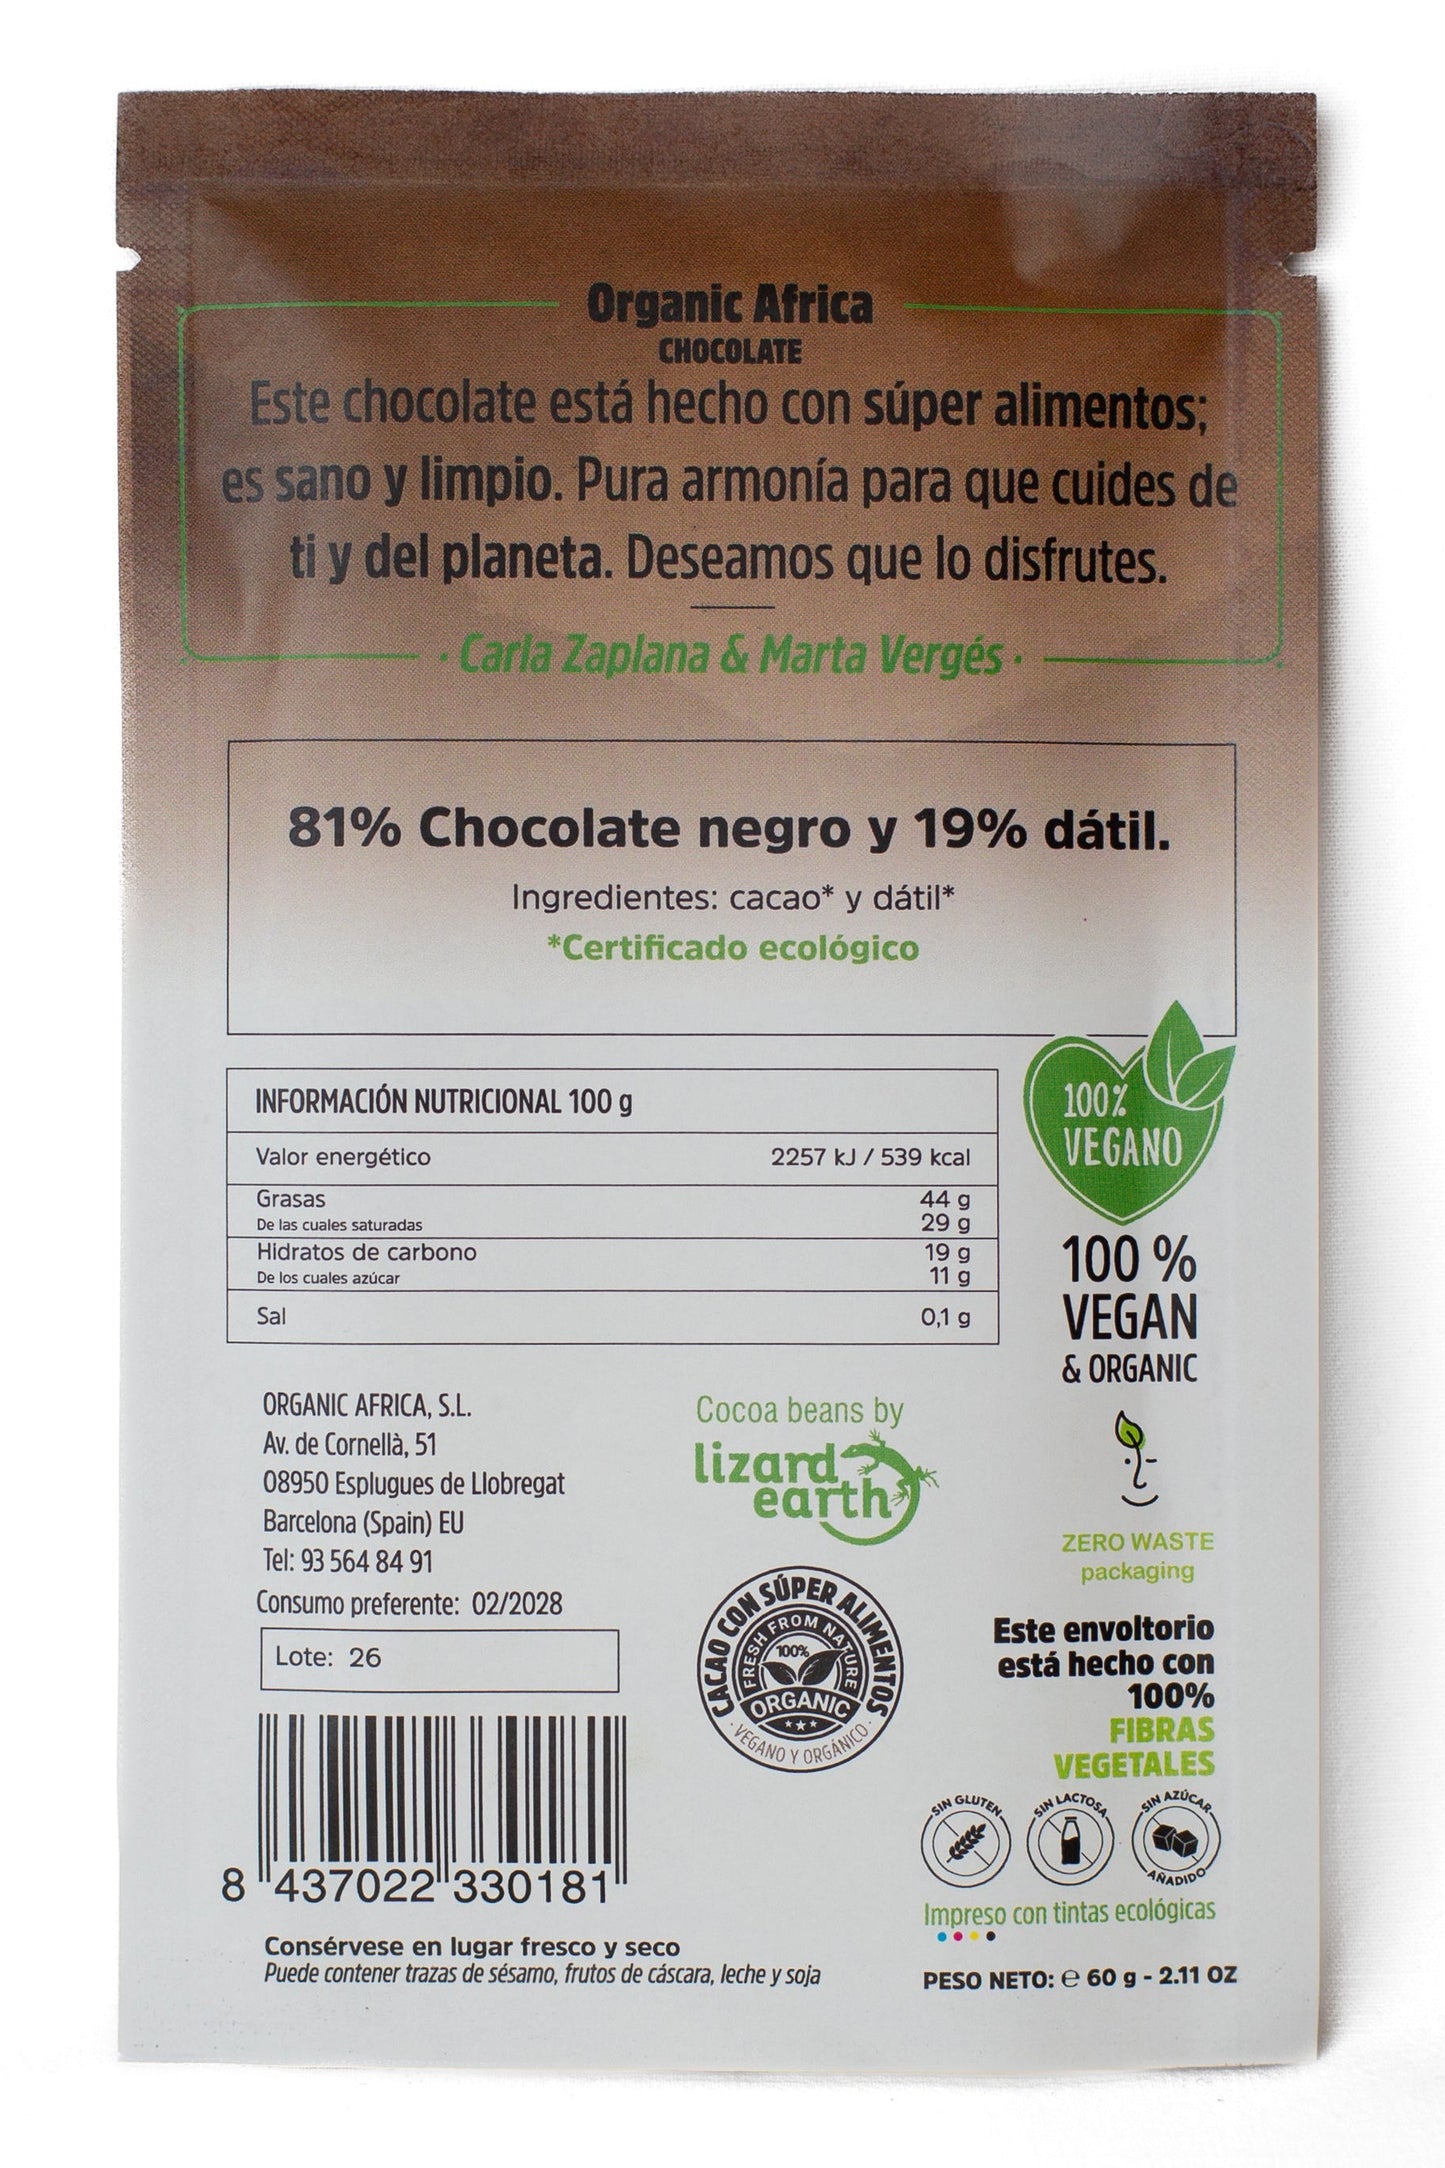 Organic Africa
CHOCOLATE
Este chocolate está hecho con súper alimentos;
es sano y limpio. Pura armonía para que cuides de
ti y del planeta. Deseamos que lo disfrutes.
· Carla Zaplana & Marta Vergés ·
81% Chocolate negro y 19% dátil.
Ingredientes: cacao* y dátil*
*Certificado ecológico
INFORMACIÓN NUTRICIONAL 100 g
Valor energético 2257 kJ / 539 kcal
Grasas 44 g
De las cuales saturadas 29 g
Hidratos de carbono 19 g
De los cuales azúcar 11 g
Sal 0,1 g
100%
VEGANO
100 %
VEGAN
& ORGANIC
ZERO WASTE
packaging
ORGANIC AFRICA, S.L.
Av. de Cornellà, 51
08950 Esplugues de Llobregat
Barcelona (Spain) EU
Tel: 93 564 84 91
Consumo preferente: 02/2028
Lote: 26
8 437022 330181
Cocoa beans by
lizard
earth
CACAO CON SÚPER ALIMENTOS
FRESH FROM NATURE
100%
ORGANIC
· VEGANO Y ORGÁNICO ·
Este envoltorio
está hecho con
100%
FIBRAS
VEGETALES
SIN GLUTEN
SIN LACTOSA
SIN AZÚCAR
AÑADIDO
Impreso con tintas ecológicas
Consérvese en lugar fresco y seco
Puede contener trazas de sésamo, frutos de cáscara, leche y soja
PESO NETO: ℮ 60 g - 2.11 OZ